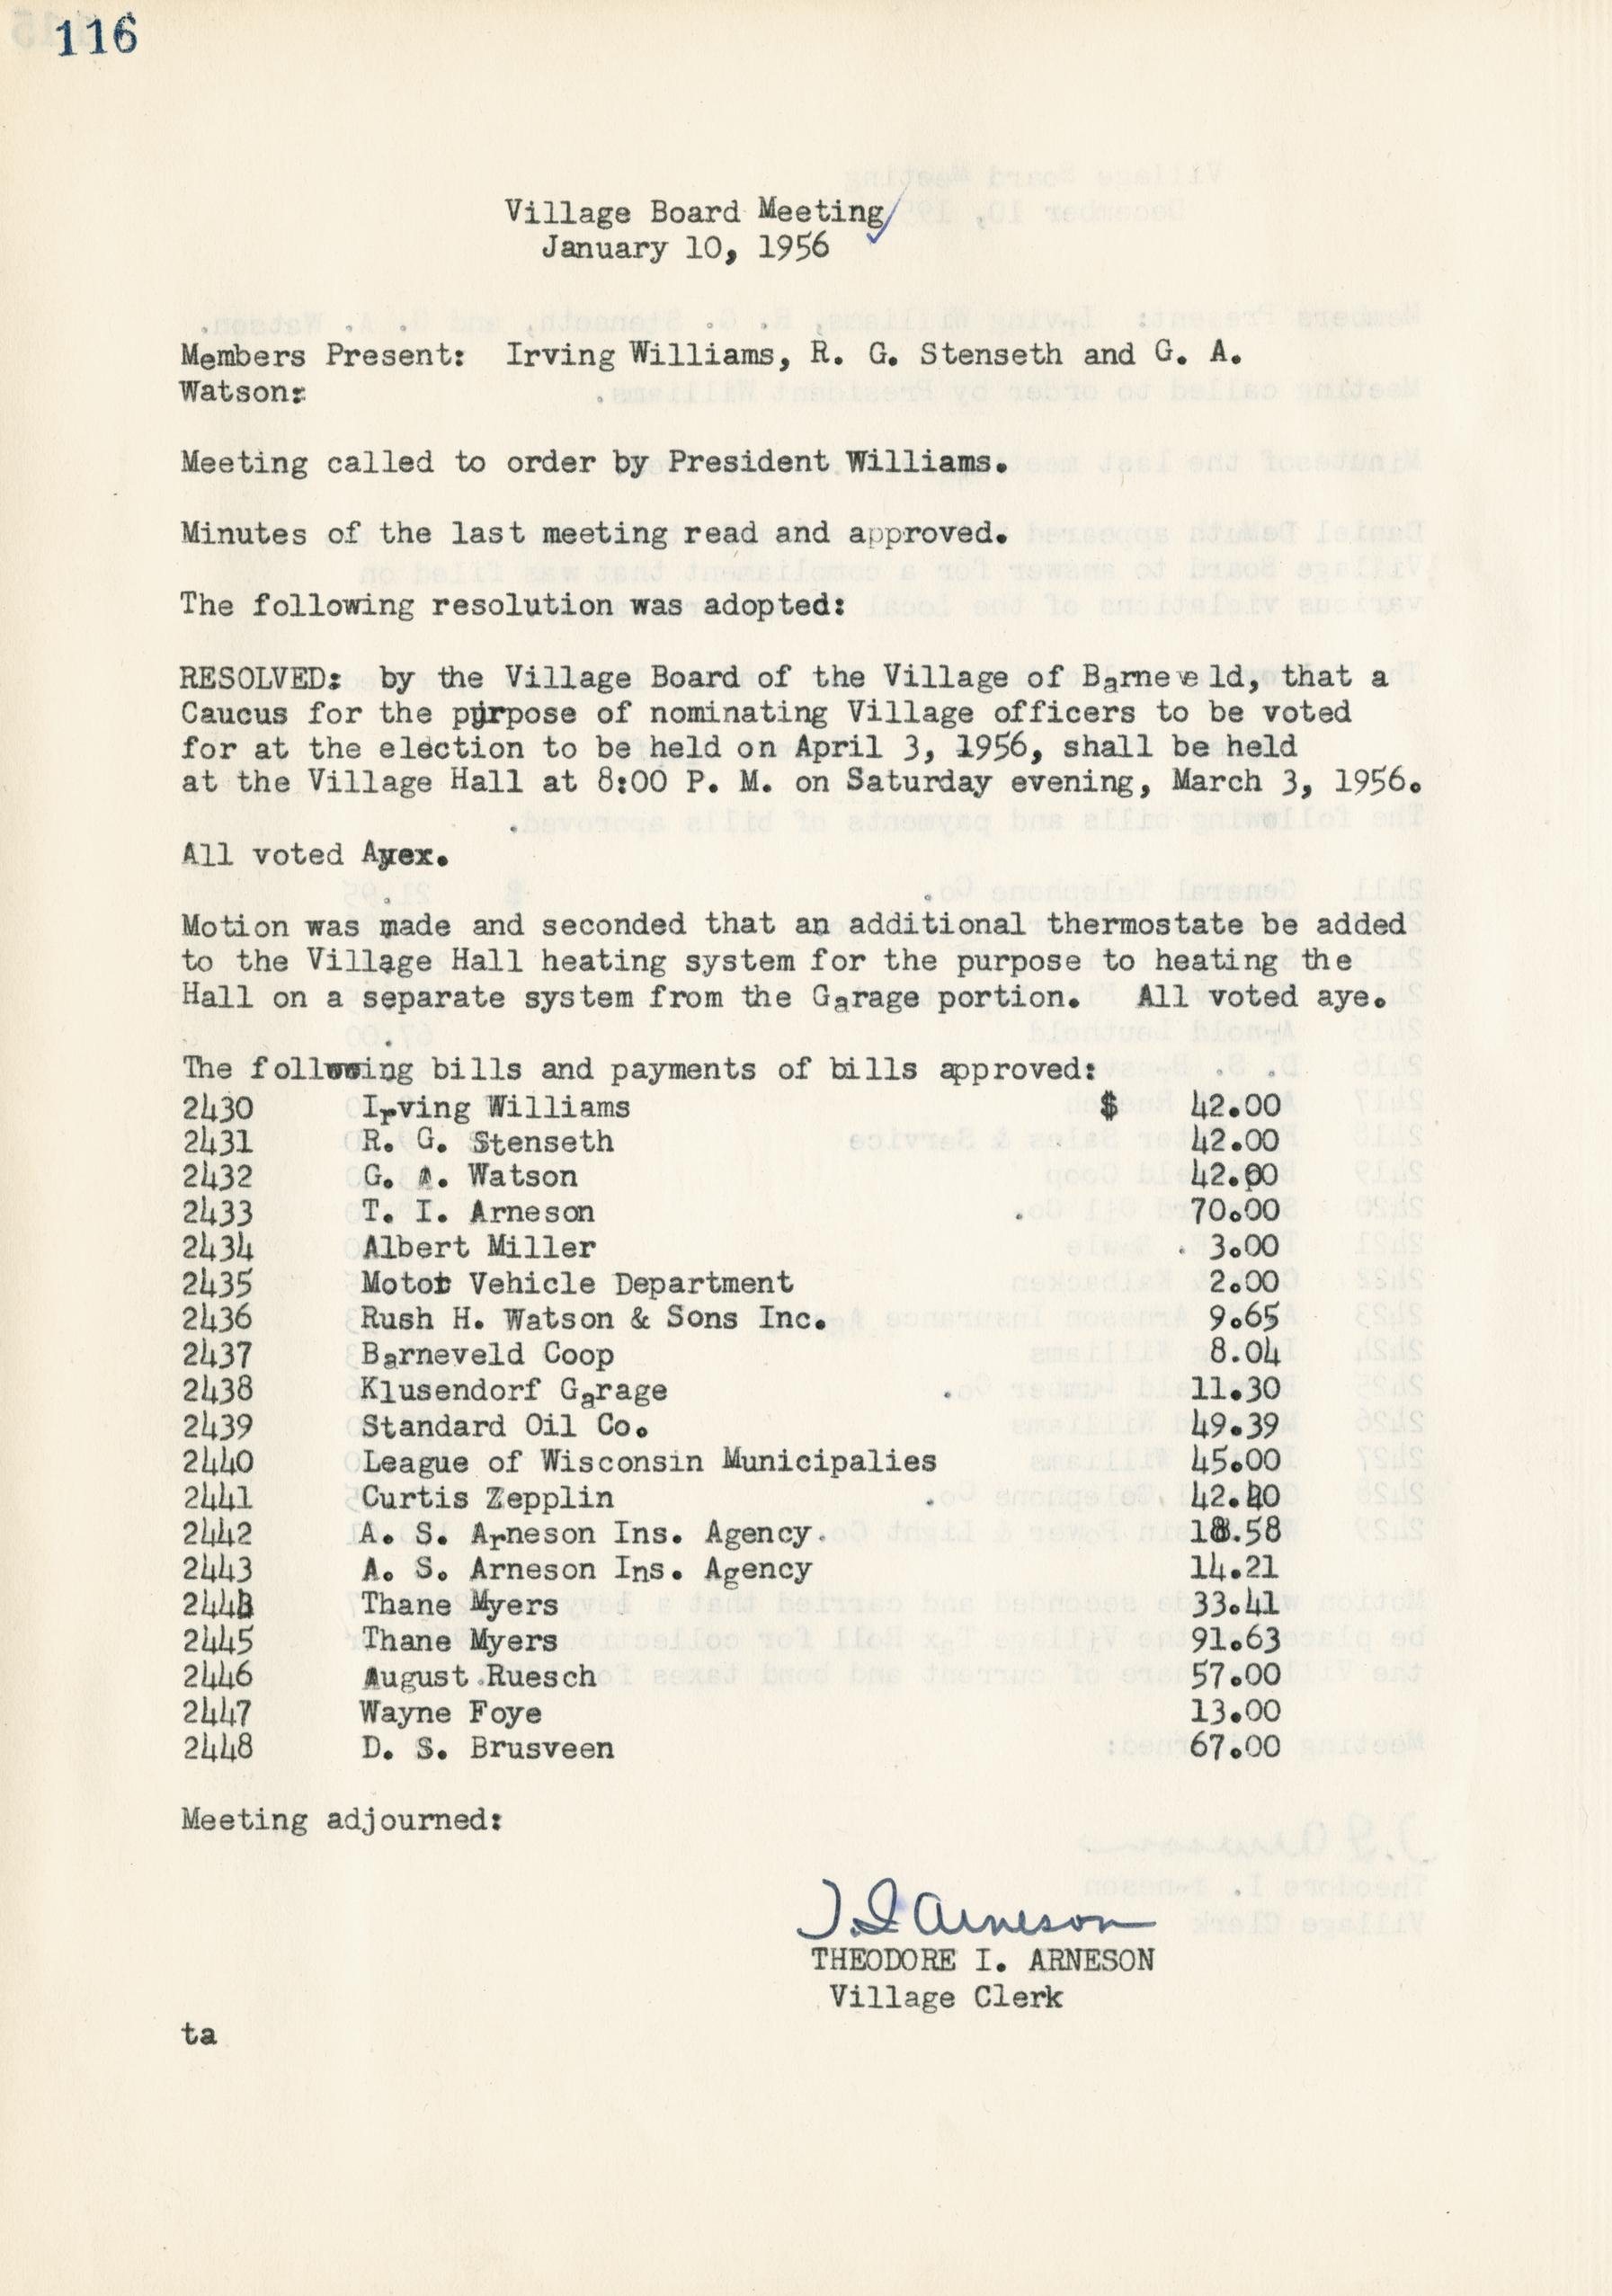 116
Village Board Meeting
January 10, 1956
Members Present: Irving Williams, R. G. Stenseth and G. A.
Watson:
Meeting called to order by President Williams.
Minutes of the last meeting read and approved.
The following resolution was adopted:
RESOLVED: by the Village Board of the Village of Barneveld, that a
Caucus for the purpose of nominating Village officers to be voted
for at the election to be held on April 3, 1956, shall be held
at the Village Hall at 8:00 P. M. on Saturday evening, March 3, 1956.
All voted Ayex.
Motion was made and seconded that an additional thermostate be added
to the Village Hall heating system for the purpose to heating the
Hall on a separate system from the Garage portion. All voted aye.
The following bills and payments of bills approved:
2430 Irving Williams $ 42.00
2431 R. G. Stenseth 42.00
2432 G. A. Watson 42.00
2433 T. I. Arneson 70.00
2434 Albert Miller 3.00
2435 Motor Vehicle Department 2.00
2436 Rush H. Watson & Sons Inc. 9.65
2437 Barneveld Coop 8.04
2438 Klusendorf Garage 11.30
2439 Standard Oil Co. 49.39
2440 League of Wisconsin Municipalies 45.00
2441 Curtis Zepplin
2442 A. S. Arneson Ins. Agency 18.58
2443 A. S. Arneson Ins. Agency 14.21
2444 Thane Myers 33.41
2445 Thane Myers 91.63
2446 August Ruesch 57.00
2447 Wayne Foye 13.00
2448 D. S. Brusveen 67.00
Meeting adjourned:
T. I. Arneson
THEODORE I. ARNESON
Village Clerk
ta